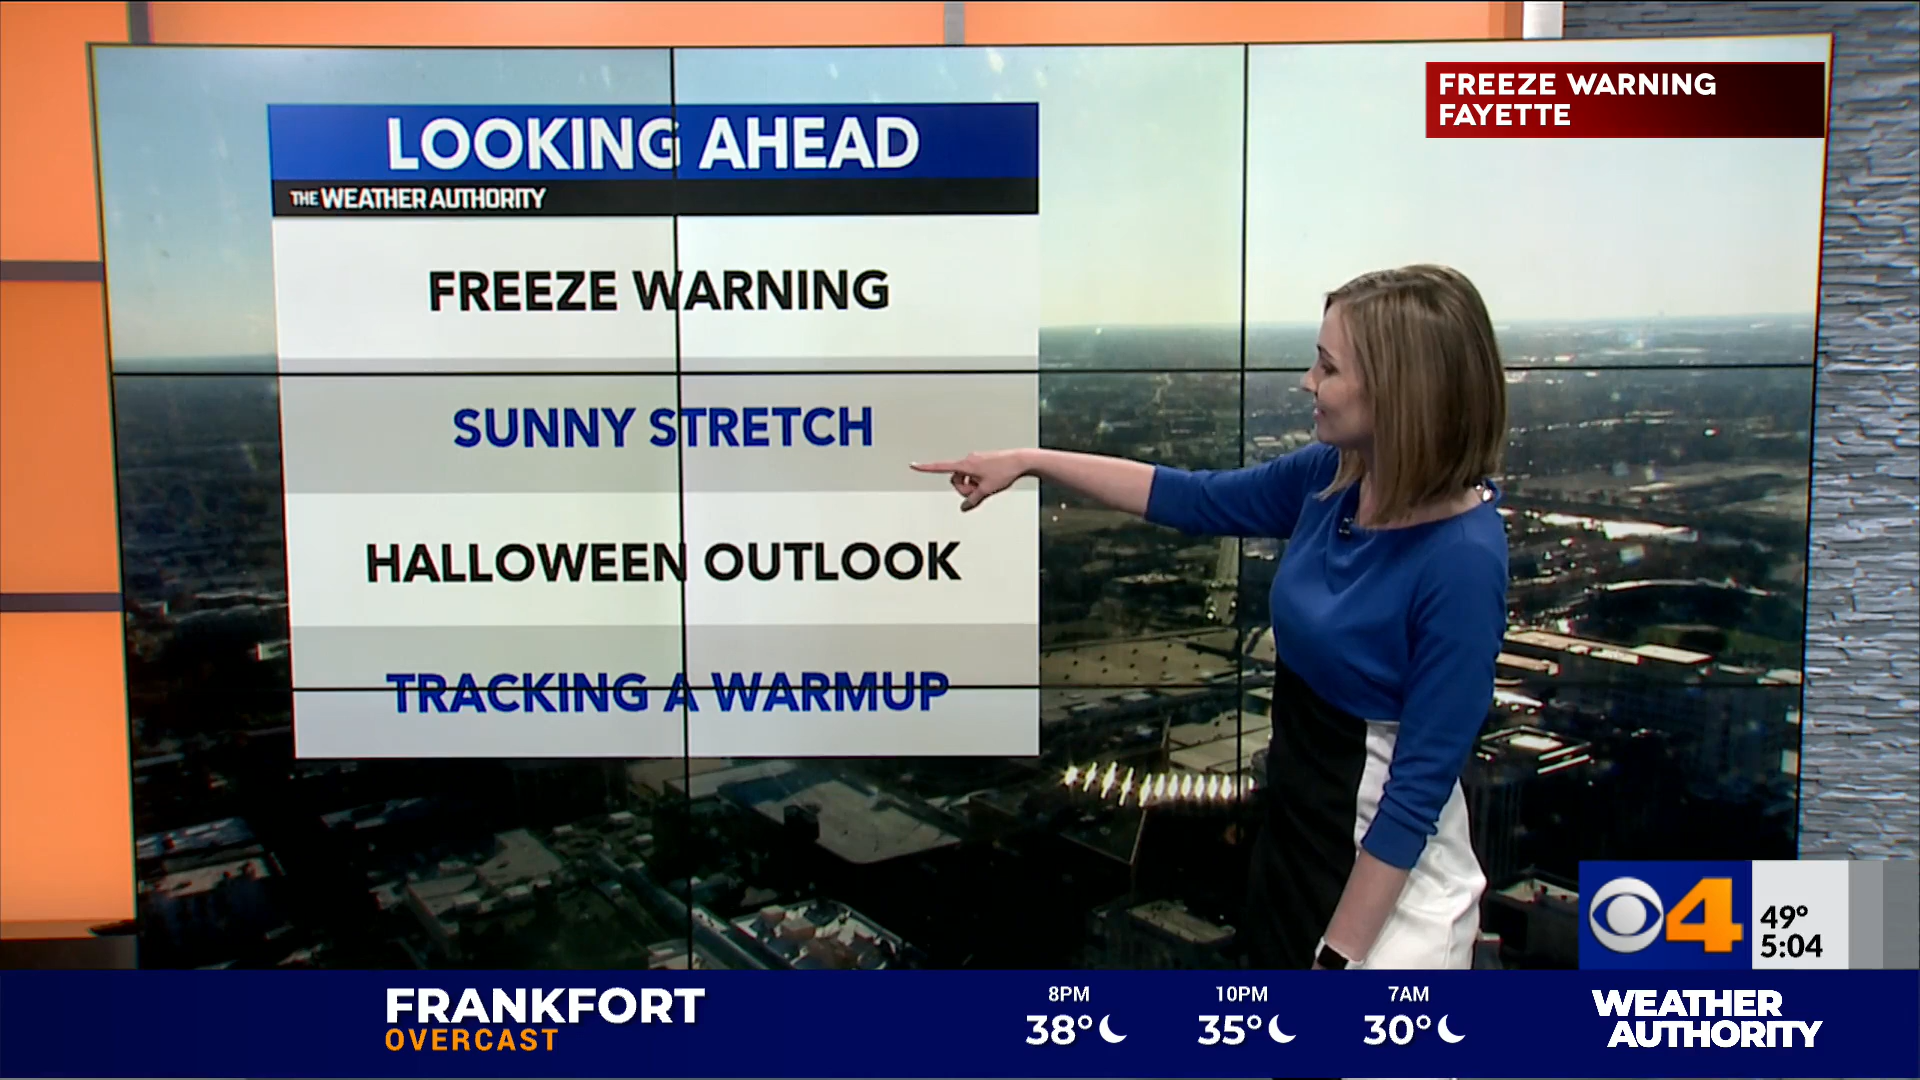 FREEZE WARNING
FAYETTE
LOOKING AHEAD
THE WEATHER AUTHORITY
FREEZE WARNING
SUNNY STRETCH
HALLOWEEN OUTLOOK
TRACKING A WARMUP
4
49°
5:04
FRANKFORT
OVERCAST
8PM
38°
10PM
35°
7AM
30°
WEATHER
AUTHORITY